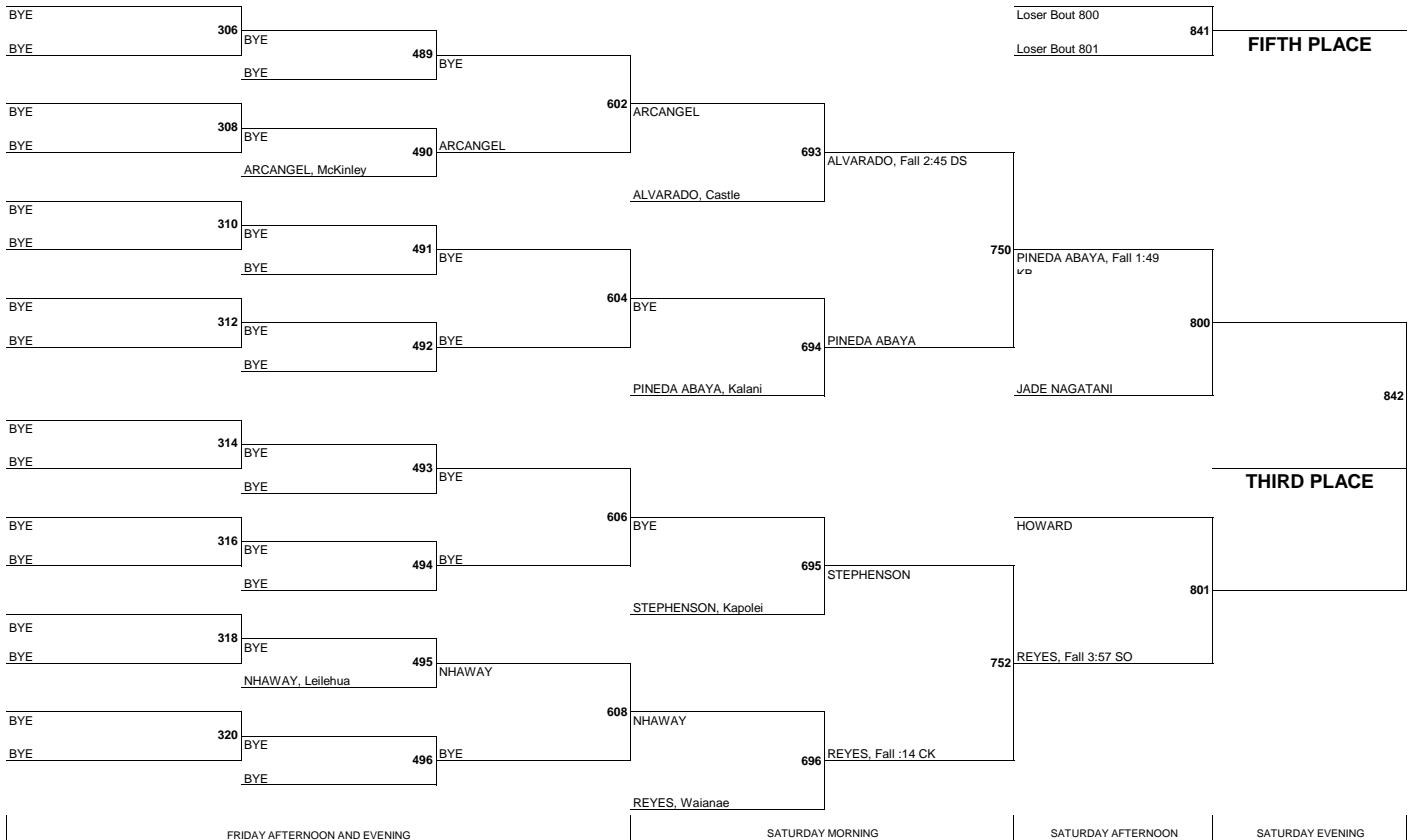 BYE
306
BYE
BYE
489
BYE
BYE
BYE
308
BYE
BYE
490
ARCANGEL, McKinley
ARCANGEL
602
ARCANGEL
693
ALVARADO, Castle
ALVARADO, Fall 2:45 DS
BYE
310
BYE
BYE
491
BYE
BYE
BYE
312
BYE
BYE
492
BYE
BYE
604
BYE
694
PINEDA ABAYA, Kalani
PINEDA ABAYA
750
PINEDA ABAYA, Fall 1:49
KB
800
JADE NAGATANI
BYE
314
BYE
BYE
493
BYE
BYE
BYE
316
BYE
BYE
494
BYE
BYE
606
BYE
695
STEPHENSON, Kapolei
STEPHENSON
BYE
318
BYE
BYE
495
NHAWAY, Leilehua
NHAWAY
BYE
320
BYE
BYE
496
BYE
BYE
608
NHAWAY
696
REYES, Waianae
REYES, Fall :14 CK
752
HOWARD
801
REYES, Fall 3:57 SO
Loser Bout 800
841
Loser Bout 801
FIFTH PLACE
842
THIRD PLACE
FRIDAY AFTERNOON AND EVENING
SATURDAY MORNING
SATURDAY AFTERNOON
SATURDAY EVENING